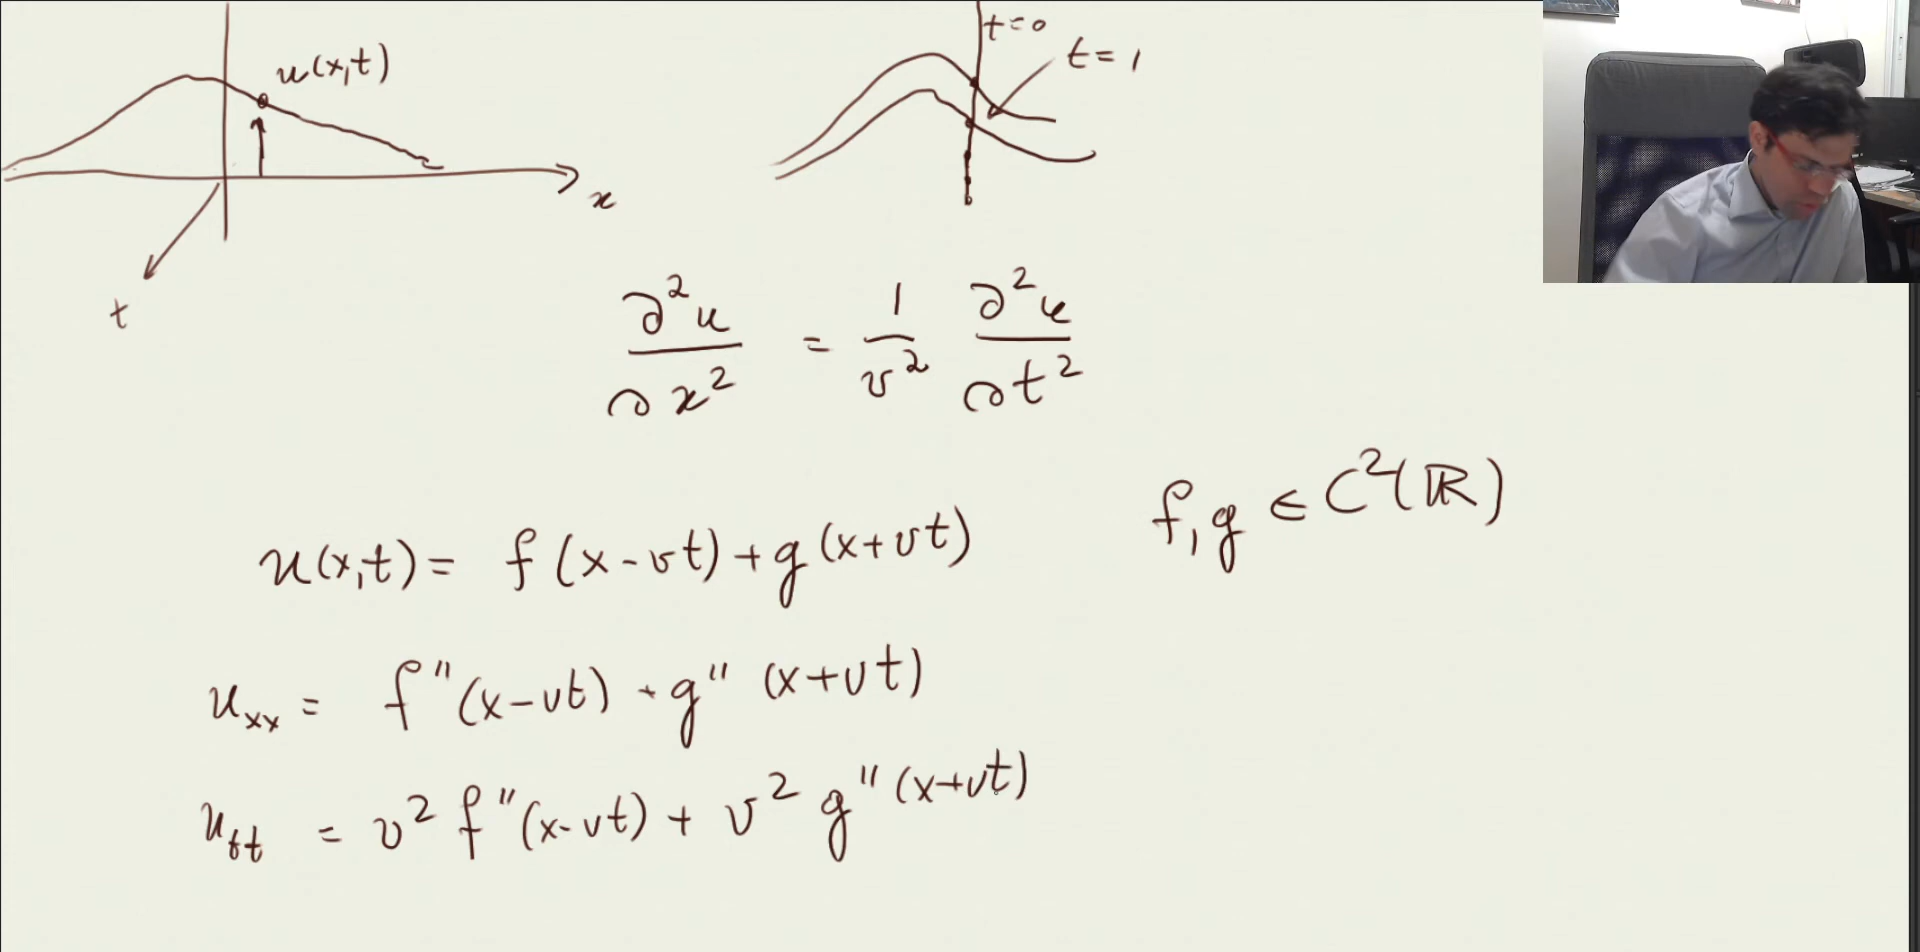 u(x,t)
x
t
t=0
t=1
∂²u/∂x² = 1/v² ∂²u/∂t²
u(x,t) = f(x-vt)+g(x+vt)
f,g ∈ C²(ℝ)
u_xx = f"(x-vt) + g"(x+vt)
u_tt = v² f"(x-vt) + v² g"(x+vt)